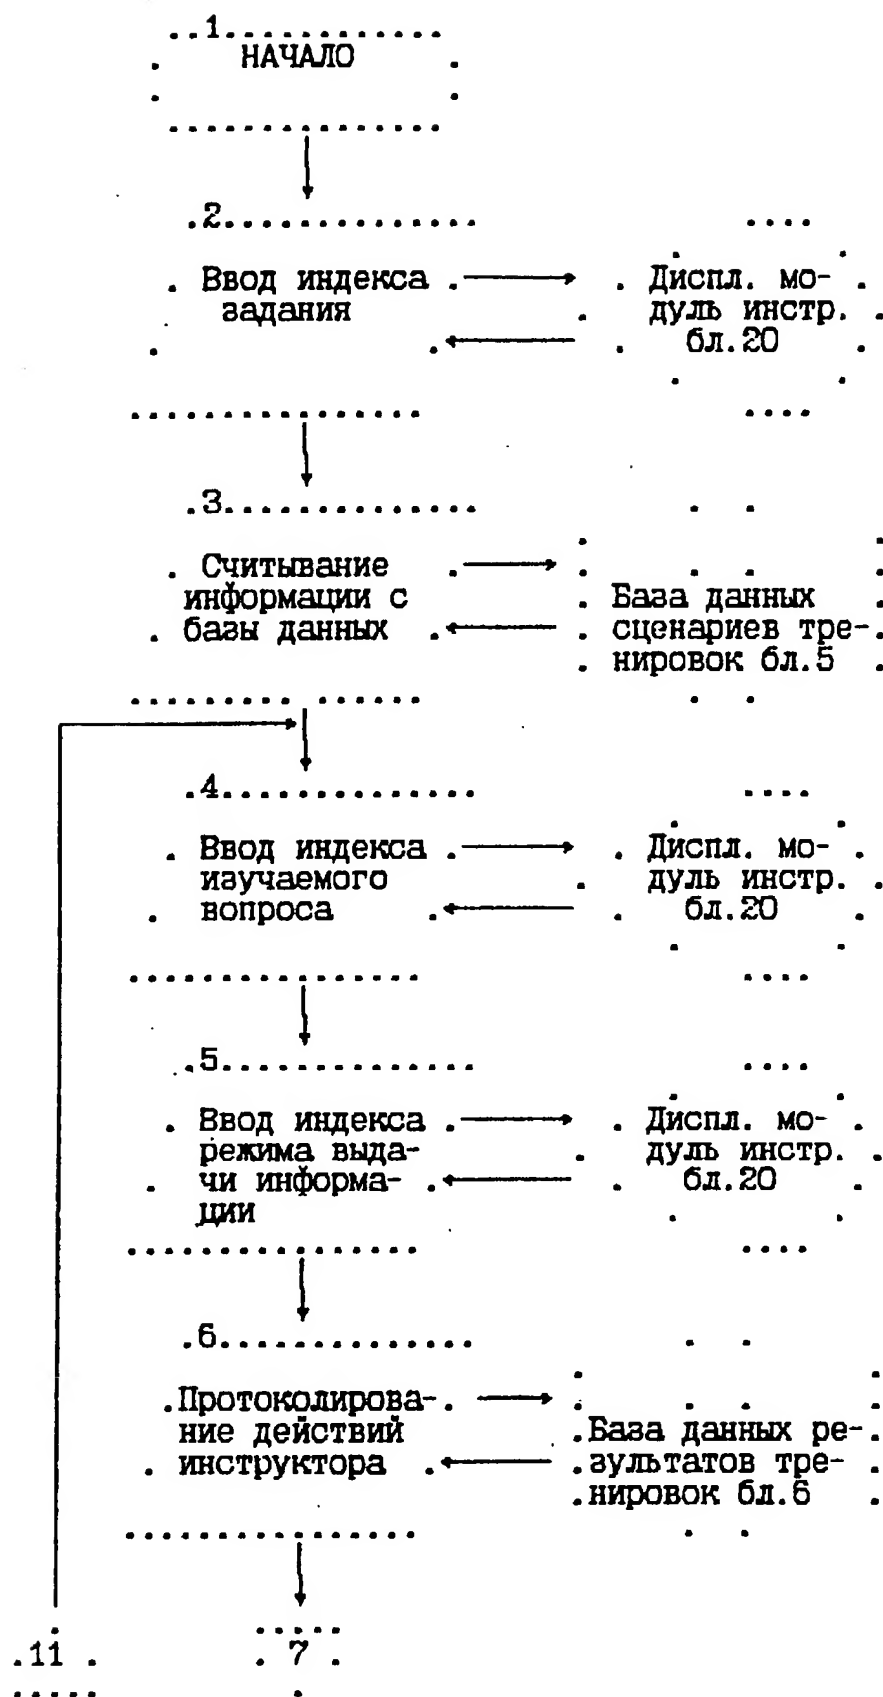 1
НАЧАЛО
2
Ввод индекса
задания
Диспл. мо-
дуль инстр.
бл.20
3
Считывание
информации с
базы данных
База данных
сценариев тре-
нировок бл.5
4
Ввод индекса
изучаемого
вопроса
Диспл. мо-
дуль инстр.
бл.20
5
Ввод индекса
режима выда-
чи информа-
ции
Диспл. мо-
дуль инстр.
бл.20
6
Протоколирова-
ние действий
инструктора
База данных ре-
зультатов тре-
нировок бл.6
11
7